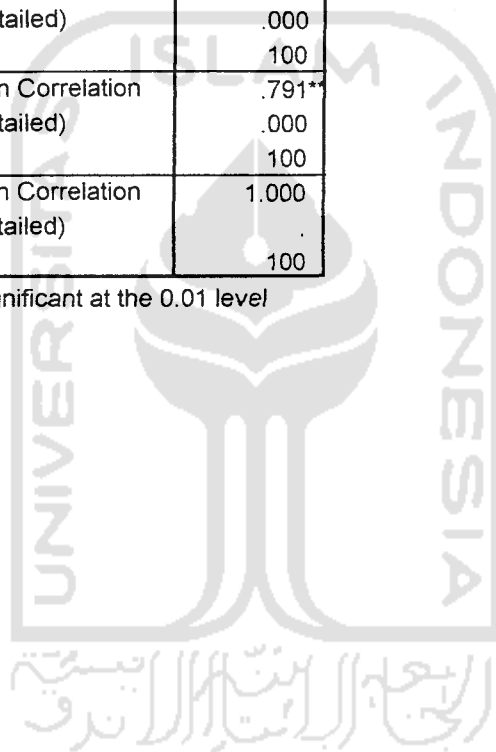 tailed) .000
100
n Correlation .791**
tailed) .000
100
n Correlation 1.000
tailed) .
100
nificant at the 0.01 level
ISLAM
UNIVERSITAS
INDONESIA